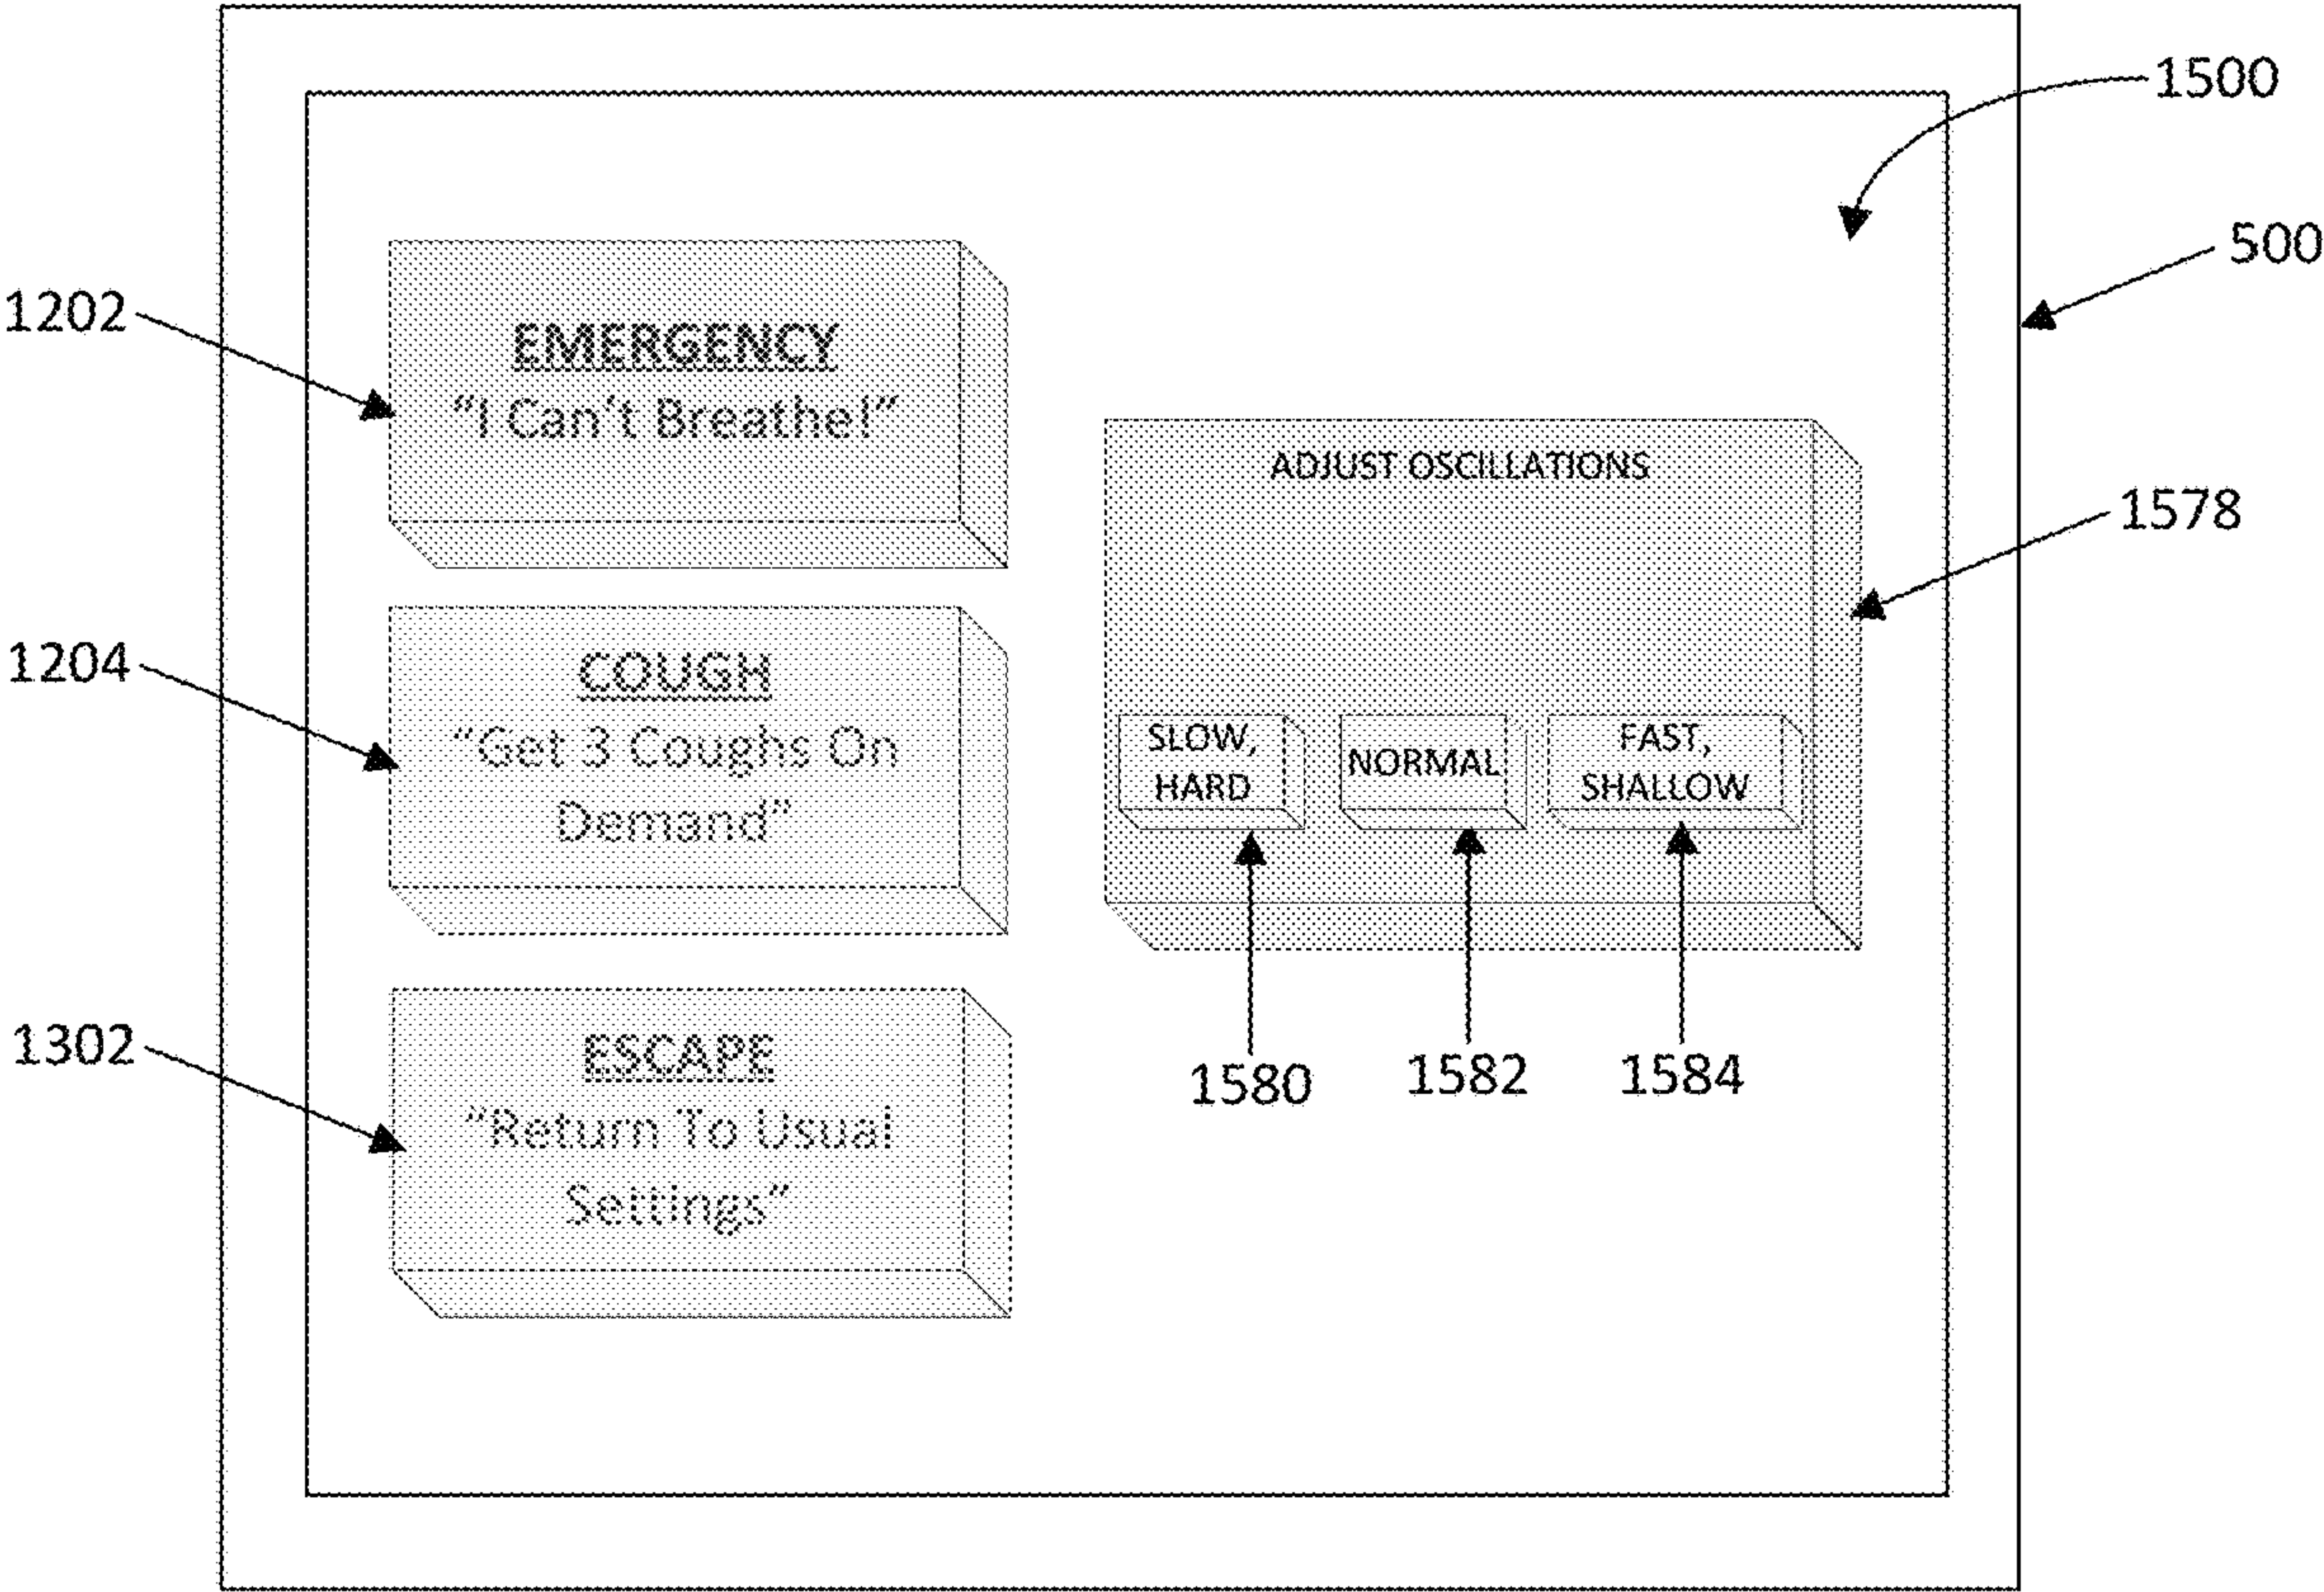 1500
500
1202
EMERGENCY
“I Can’t Breathe!”
ADJUST OSCILLATIONS
1578
1204
COUGH
“Get 3 Coughs On
Demand”
SLOW,
HARD
NORMAL
FAST,
SHALLOW
1302
ESCAPE
“Return To Usual
Settings”
1580
1582
1584